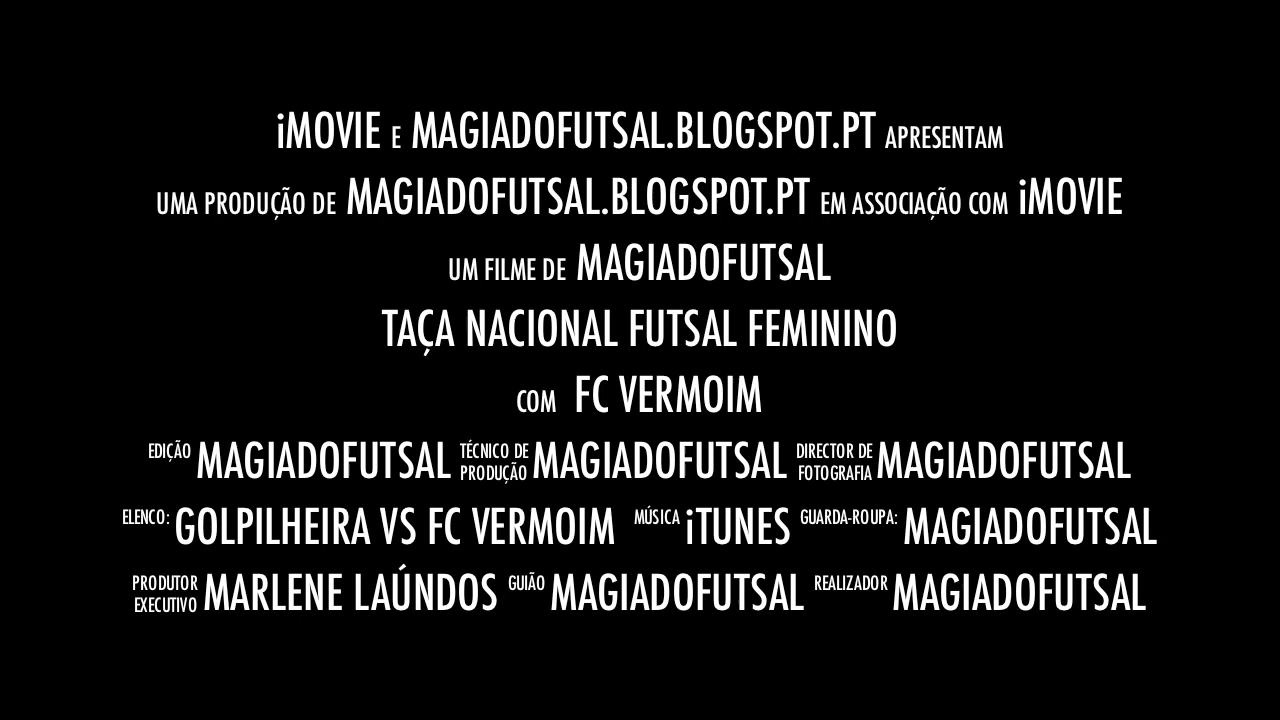 iMOVIE E MAGIADOFUTSAL.BLOGSPOT.PT APRESENTAM
UMA PRODUÇÃO DE MAGIADOFUTSAL.BLOGSPOT.PT EM ASSOCIAÇÃO COM iMOVIE
UM FILME DE MAGIADOFUTSAL
TAÇA NACIONAL FUTSAL FEMININO
COM FC VERMOIM
EDIÇÃO MAGIADOFUTSAL TÉCNICO DE PRODUÇÃO MAGIADOFUTSAL DIRECTOR DE FOTOGRAFIA MAGIADOFUTSAL
ELENCO: GOLPILHEIRA VS FC VERMOIM MÚSICA iTUNES GUARDA-ROUPA: MAGIADOFUTSAL
PRODUTOR EXECUTIVO MARLENE LAÚNDOS GUIÃO MAGIADOFUTSAL REALIZADOR MAGIADOFUTSAL